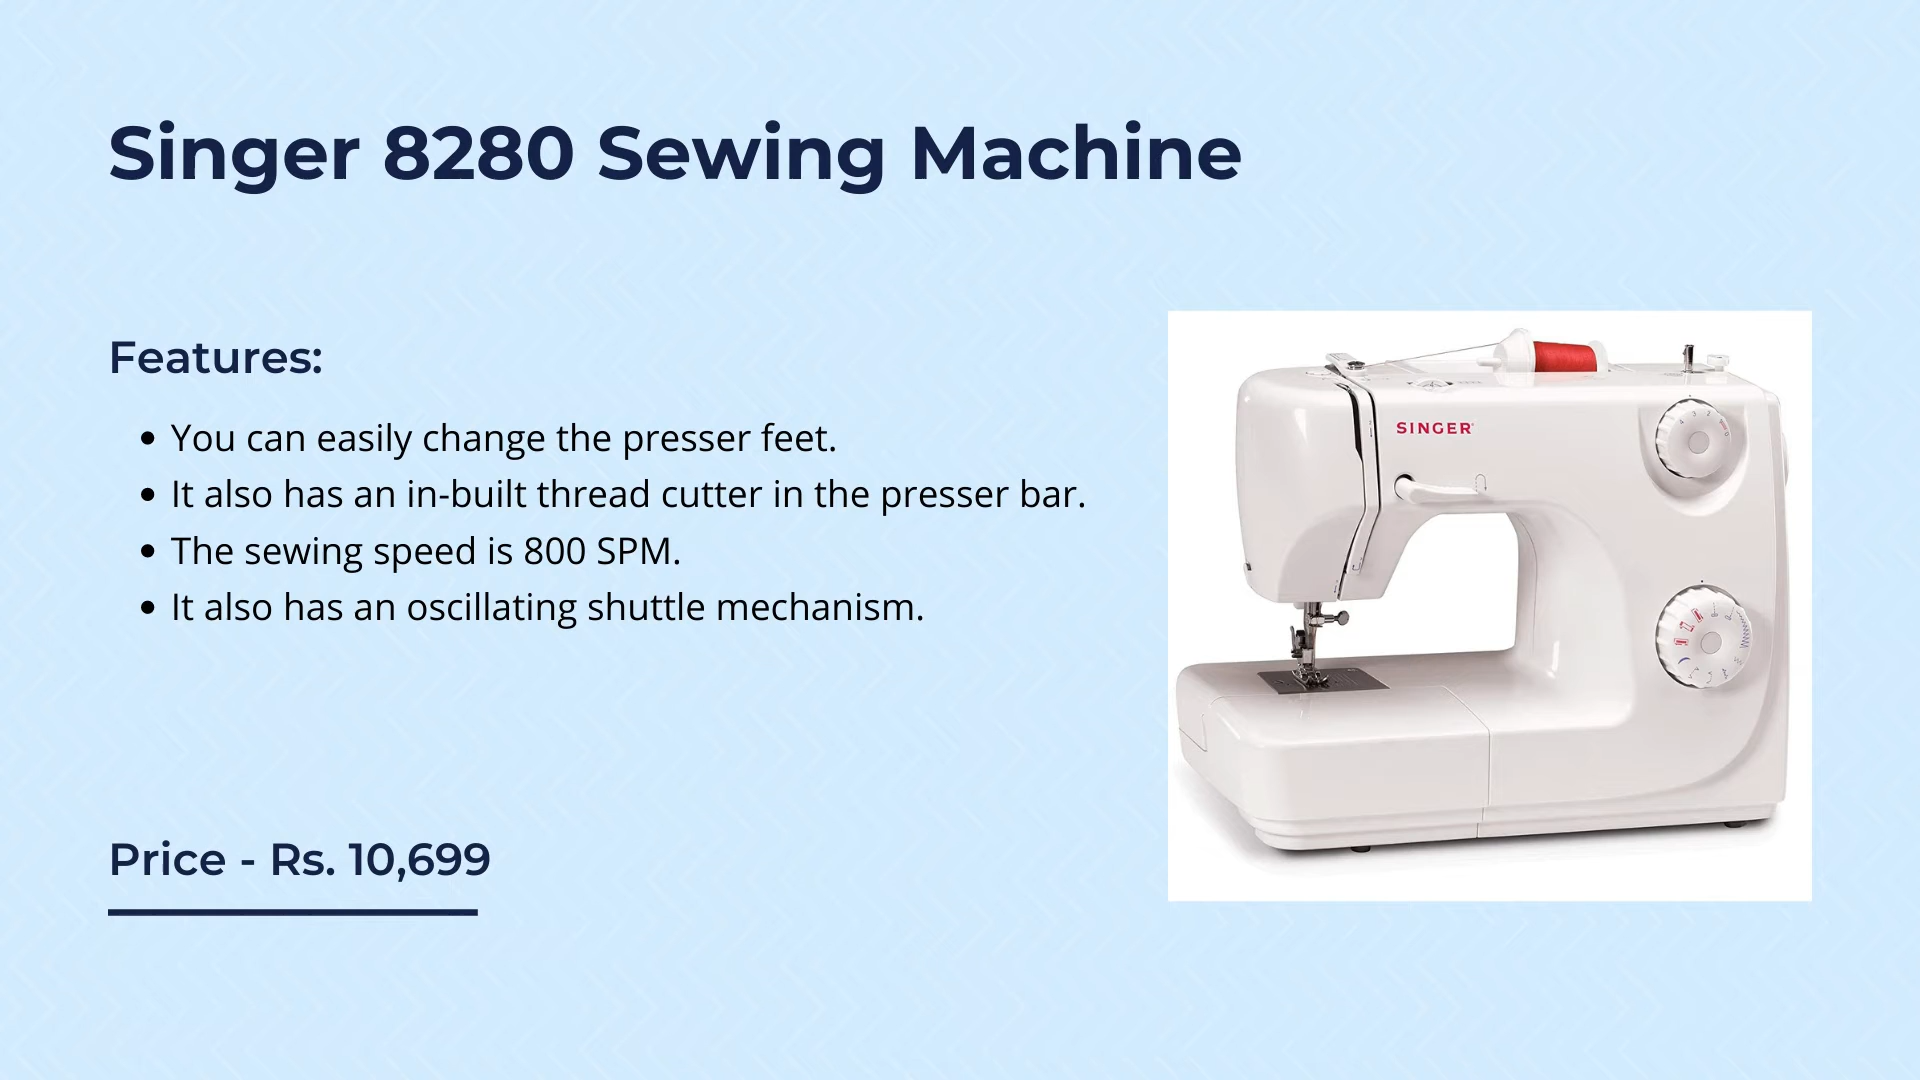 Singer 8280 Sewing Machine
Features:
• You can easily change the presser feet.
• It also has an in-built thread cutter in the presser bar.
• The sewing speed is 800 SPM.
• It also has an oscillating shuttle mechanism.
Price - Rs. 10,699
SINGER